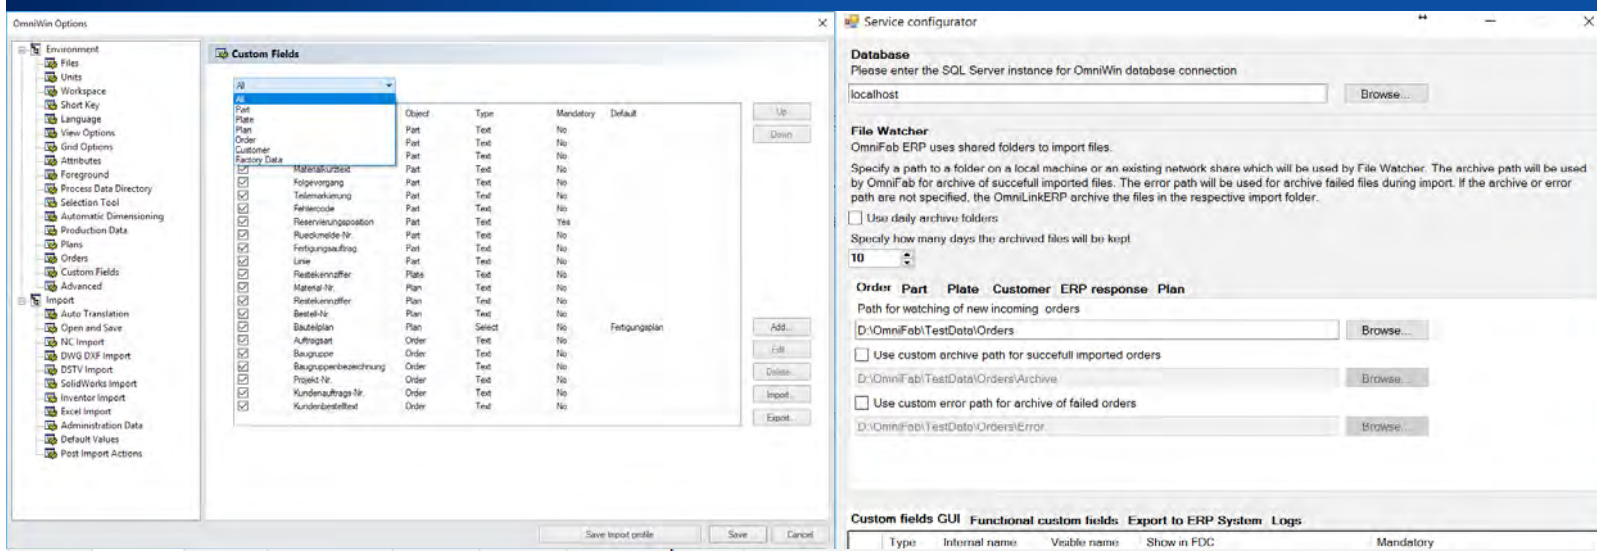 OmniWin Options
Environment
Files
Units
Workspace
Short Key
Language
View Options
Grid Options
Attributes
Foreground
Process Data Directory
Selection Tool
Automatic Dimensioning
Production Data
Plans
Orders
Custom Fields
Advanced
Import
Auto Translation
Open and Save
NC Import
DWG DXF Import
DSTV Import
SolidWorks Import
Inventor Import
Excel Import
Administration Data
Default Values
Post Import Actions
Custom Fields
All
All
Part
Plate
Plan
Order
Customer
Factory Data
Object Type Mandatory Default
Part Text No
Part Text No
Part Text No
Materialkurztext Part Text No
Folgevorgang Part Text No
Teilemarkierung Part Text No
Fehlercode Part Text No
Reservierungsposition Part Text Yes
Rueckmelde-Nr. Part Text No
Fertigungsauftrag Part Text No
Linie Part Text No
Restekennziffer Plate Text No
Material-Nr. Plan Text No
Restekennziffer Plan Text No
Bestell-Nr. Plan Text No
Bauteilplan Plan Select No Fertigungsplan
Auftragsart Order Text No
Baugruppe Order Text No
Baugruppenbezeichnung Order Text No
Projekt-Nr. Order Text No
Kundenauftrags-Nr. Order Text No
Kundenbestelltext Order Text No
Up
Down
Add...
Edit
Delete...
Import...
Export...
Save Import profile
Save
Cancel
Service configurator
Database
Please enter the SQL Server instance for OmniWin database connection
localhost
Browse...
File Watcher
OmniFab ERP uses shared folders to import files.
Specify a path to a folder on a local machine or an existing network share which will be used by File Watcher. The archive path will be used
by OmniFab for archive of succefull imported files. The error path will be used for archive failed files during import. If the archive or error
path are not specified, the OmniLinkERP archive the files in the respective import folder.
Use daily archive folders
Specify how many days the archived files will be kept
10
Order Part Plate Customer ERP response Plan
Path for watching of new incoming orders
D:\OmniFab\TestData\Orders
Browse...
Use custom archive path for succefull imported orders
D:\OmniFab\TestData\Orders\Archive
Browse...
Use custom error path for archive of failed orders
D:\OmniFab\TestData\Orders\Error
Browse...
Custom fields GUI Functional custom fields Export to ERP System Logs
Type Internal name Visible name Show in FDC Mandatory